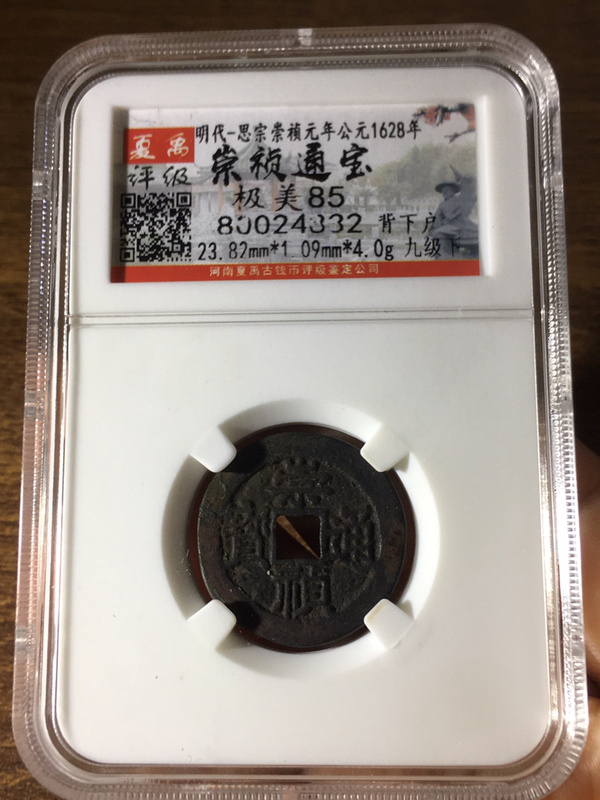 夏禹
评级
明代-思宗崇祯元年公元1628年
崇祯通宝
极美85
80024332 背下户
23.82mm*1.09mm*4.0g 九级下
河南夏禹古钱币评级鉴定公司
崇禎通寳